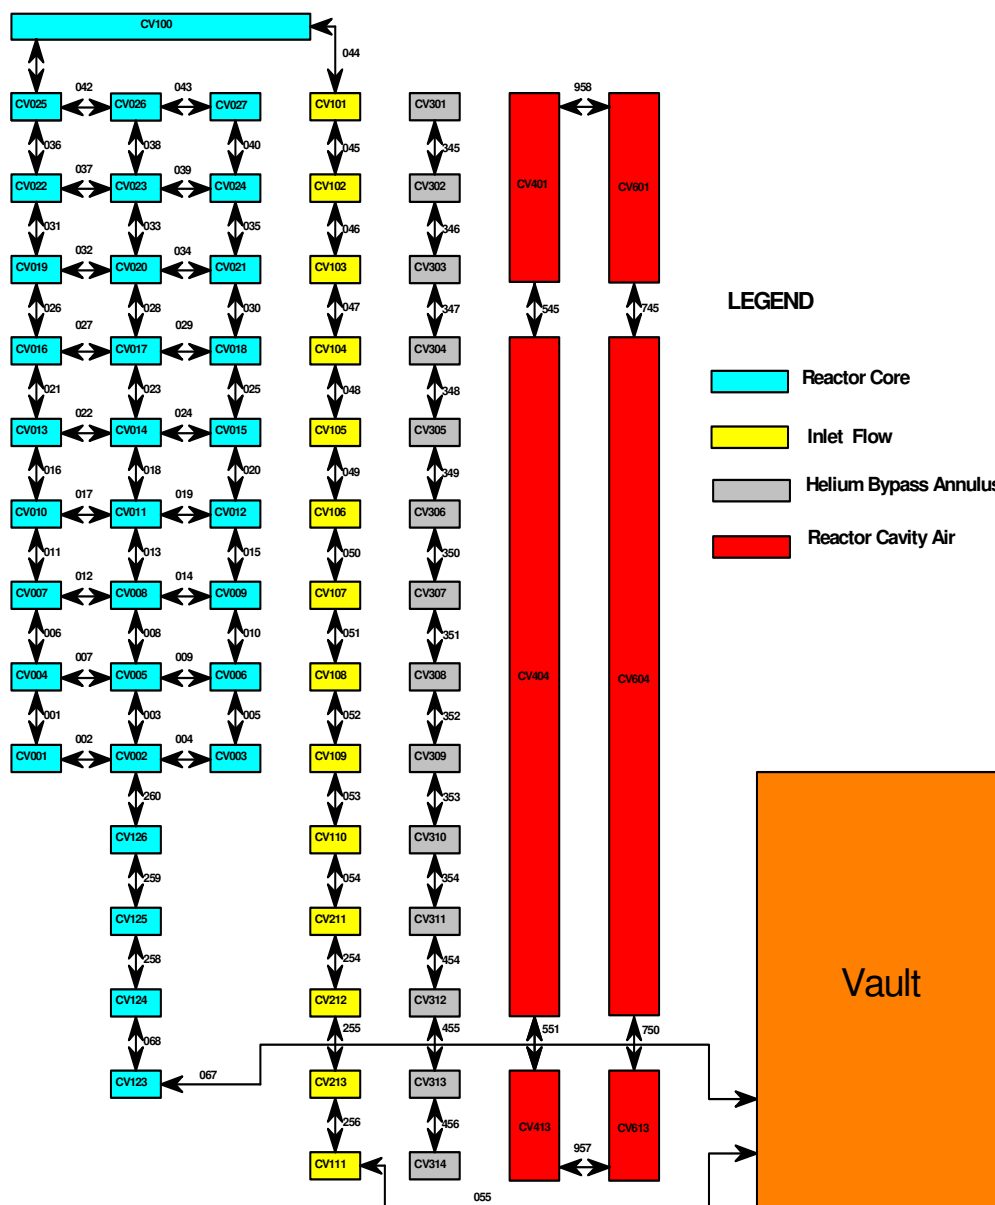 CV100
044
042 043 958
CV025 CV026 CV027 CV101 CV301
036 038 040 045 345
037 039
CV022 CV023 CV024 CV102 CV302 CV401 CV601
031 033 035 046 346
032 034
CV019 CV020 CV021 CV103 CV303
LEGEND
026 028 030 047 347 545 745
027 029
CV016 CV017 CV018 CV104 CV304
Reactor Core
021 023 025 048 348
022 024
CV013 CV014 CV015 CV105 CV305
Inlet Flow
016 018 020 049 349
Helium Bypass Annulus
017 019
CV010 CV011 CV012 CV106 CV306
Reactor Cavity Air
011 013 015 050 350
012 014
CV007 CV008 CV009 CV107 CV307
006 008 010 051 351
007 009
CV004 CV005 CV006 CV108 CV308 CV404 CV604
001 003 005 052 352
002 004
CV001 CV002 CV003 CV109 CV309
260 053 353
CV126 CV110 CV310
259 054 354
CV125 CV211 CV311
258 254 454
Vault
CV124 CV212 CV312
068 255 455 551 750
067
CV123 CV213 CV313
256 456 CV413 CV613
957
CV111 CV314
055